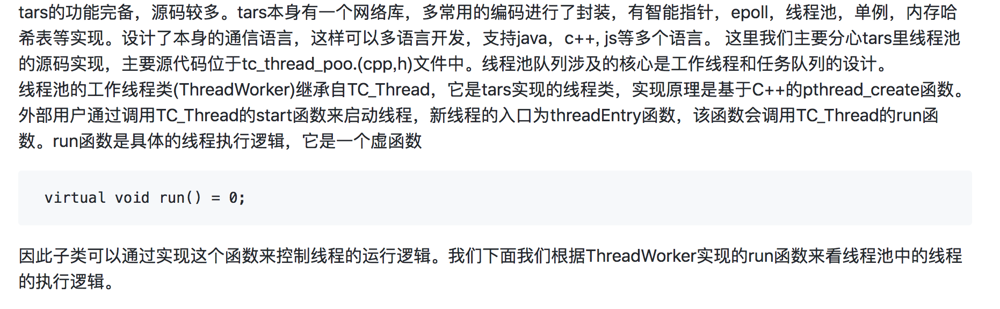 tars的功能完备，源码较多。tars本身有一个网络库，多常用的编码进行了封装，有智能指针，epoll，线程池，单例，内存哈
希表等实现。设计了本身的通信语言，这样可以多语言开发，支持java，c++, js等多个语言。 这里我们主要分心tars里线程池
的源码实现，主要源代码位于tc_thread_poo.(cpp,h)文件中。线程池队列涉及的核心是工作线程和任务队列的设计。
线程池的工作线程类(ThreadWorker)继承自TC_Thread，它是tars实现的线程类，实现原理是基于C++的pthread_create函数。
外部用户通过调用TC_Thread的start函数来启动线程，新线程的入口为threadEntry函数，该函数会调用TC_Thread的run函
数。run函数是具体的线程执行逻辑，它是一个虚函数
virtual void run() = 0;
因此子类可以通过实现这个函数来控制线程的运行逻辑。我们下面我们根据ThreadWorker实现的run函数来看线程池中的线程
的执行逻辑。